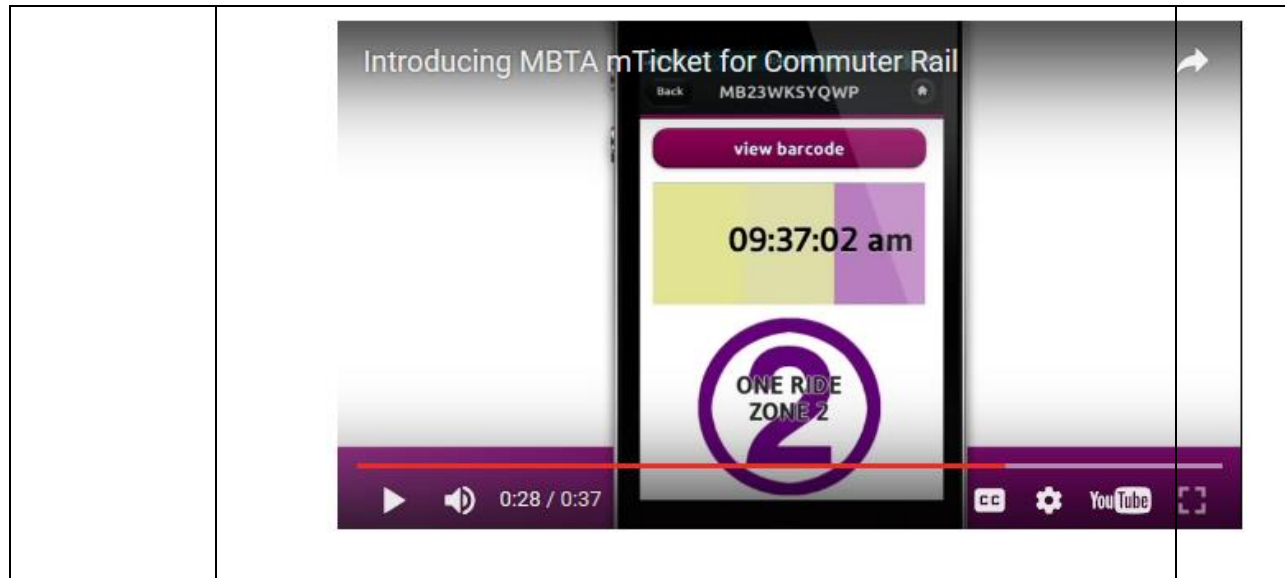 Introducing MBTA mTicket for Commuter Rail
Back MB23WKSYQWP
view barcode
09:37:02 am
2
ONE RIDE
ZONE 2
0:28 / 0:37
CC
YouTube